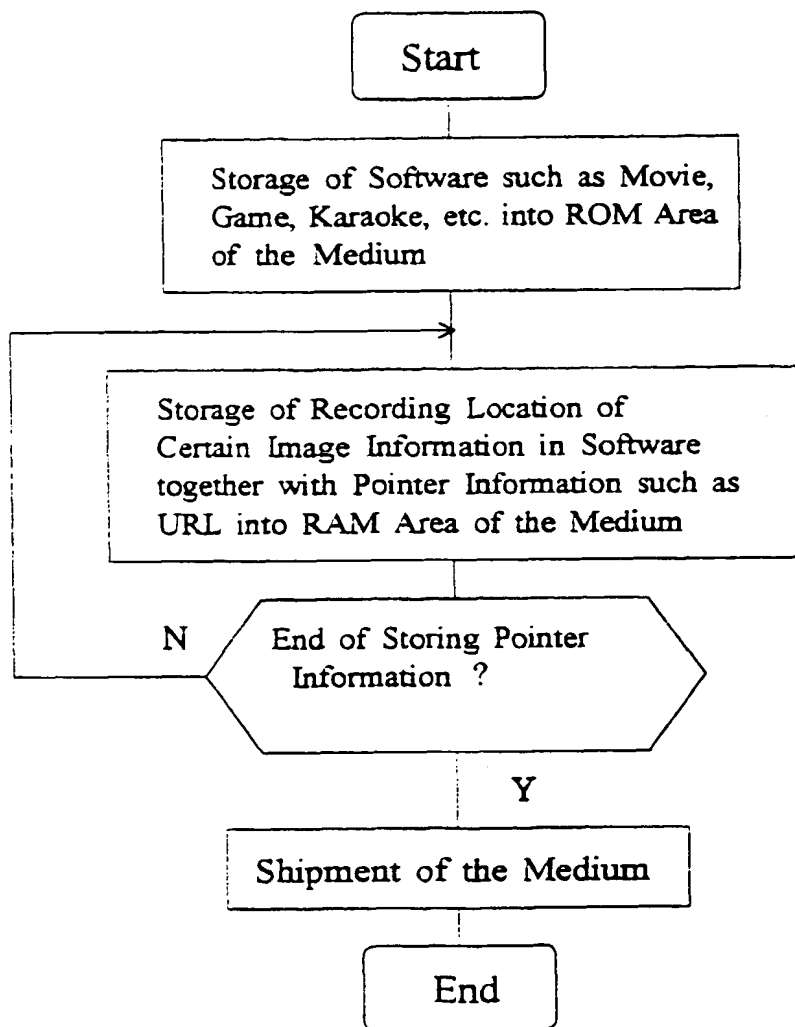 Start
Storage of Software such as Movie,
Game, Karaoke, etc. into ROM Area
of the Medium
Storage of Recording Location of
Certain Image Information in Software
together with Pointer Information such as
URL into RAM Area of the Medium
N
End of Storing Pointer
Information ?
Y
Shipment of the Medium
End